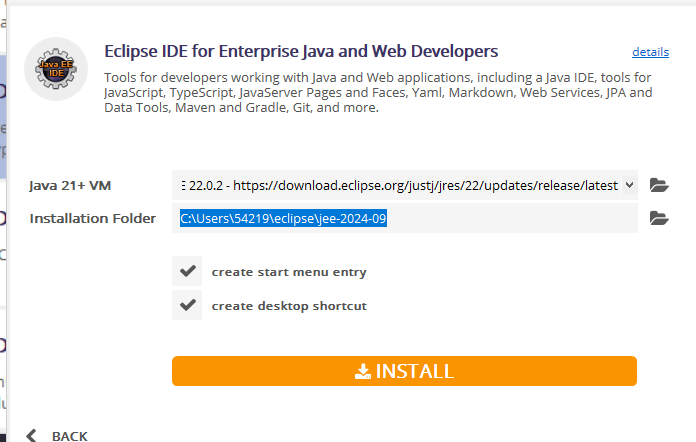 Java EE
IDE
Eclipse IDE for Enterprise Java and Web Developers
details
Tools for developers working with Java and Web applications, including a Java IDE, tools for
JavaScript, TypeScript, JavaServer Pages and Faces, Yaml, Markdown, Web Services, JPA and
Data Tools, Maven and Gradle, Git, and more.
Java 21+ VM
E 22.0.2 - https://download.eclipse.org/justj/jres/22/updates/release/latest
Installation Folder
C:\Users\54219\eclipse\jee-2024-09
create start menu entry
create desktop shortcut
INSTALL
BACK